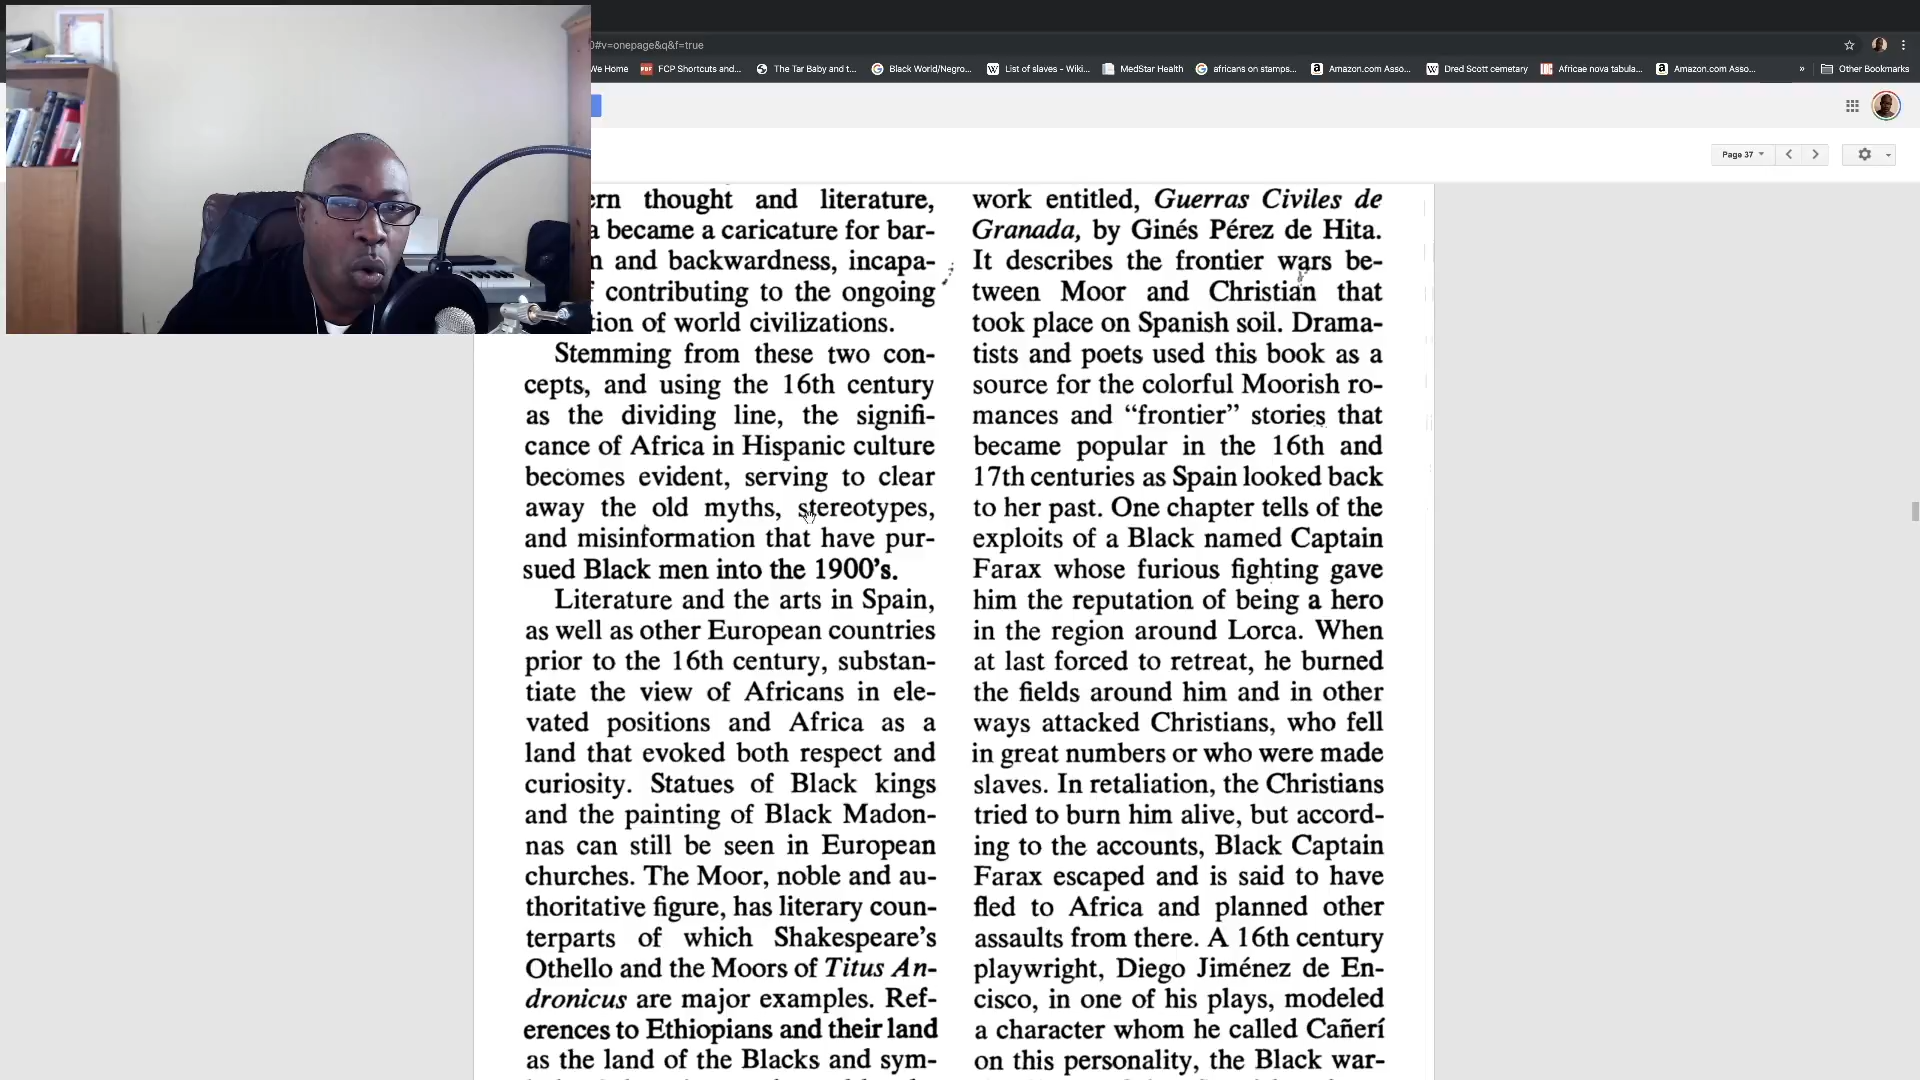 0#v=onepage&q&f=true
We Home
FCP Shortcuts and...
The Tar Baby and t...
Black World/Negro...
List of slaves - Wiki...
MedStar Health
africans on stamps...
Amazon.com Asso...
Dred Scott cemetary
Africae nova tabula...
Amazon.com Asso...
»
Other Bookmarks
Page 37
ern thought and literature,
a became a caricature for bar-
and backwardness, incapa-
contributing to the ongoing
tion of world civilizations.
Stemming from these two con-
cepts, and using the 16th century
as the dividing line, the signifi-
cance of Africa in Hispanic culture
becomes evident, serving to clear
away the old myths, stereotypes,
and misinformation that have pur-
sued Black men into the 1900's.
Literature and the arts in Spain,
as well as other European countries
prior to the 16th century, substan-
tiate the view of Africans in ele-
vated positions and Africa as a
land that evoked both respect and
curiosity. Statues of Black kings
and the painting of Black Madon-
nas can still be seen in European
churches. The Moor, noble and au-
thoritative figure, has literary coun-
terparts of which Shakespeare's
Othello and the Moors of Titus An-
dronicus are major examples. Ref-
erences to Ethiopians and their land
as the land of the Blacks and sym-
work entitled, Guerras Civiles de
Granada, by Ginés Pérez de Hita.
It describes the frontier wars be-
tween Moor and Christian that
took place on Spanish soil. Drama-
tists and poets used this book as a
source for the colorful Moorish ro-
mances and "frontier" stories that
became popular in the 16th and
17th centuries as Spain looked back
to her past. One chapter tells of the
exploits of a Black named Captain
Farax whose furious fighting gave
him the reputation of being a hero
in the region around Lorca. When
at last forced to retreat, he burned
the fields around him and in other
ways attacked Christians, who fell
in great numbers or who were made
slaves. In retaliation, the Christians
tried to burn him alive, but accord-
ing to the accounts, Black Captain
Farax escaped and is said to have
fled to Africa and planned other
assaults from there. A 16th century
playwright, Diego Jiménez de En-
cisco, in one of his plays, modeled
a character whom he called Cañerí
on this personality, the Black war-